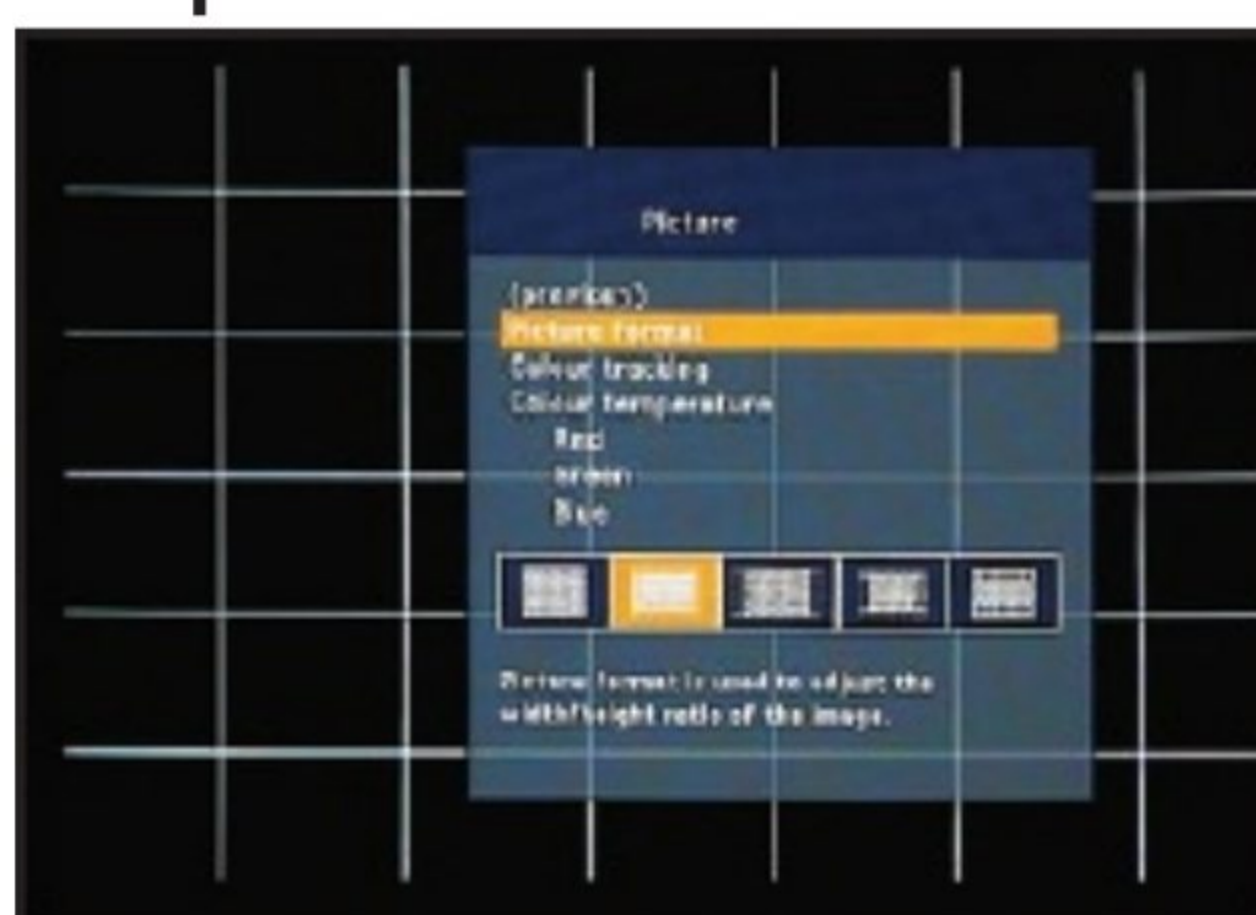 Picture
(previous)
Picture format
Colour tracking
Colour temperature
Red
Green
Blue
Picture format is used to adjust the
width/height ratio of the image.